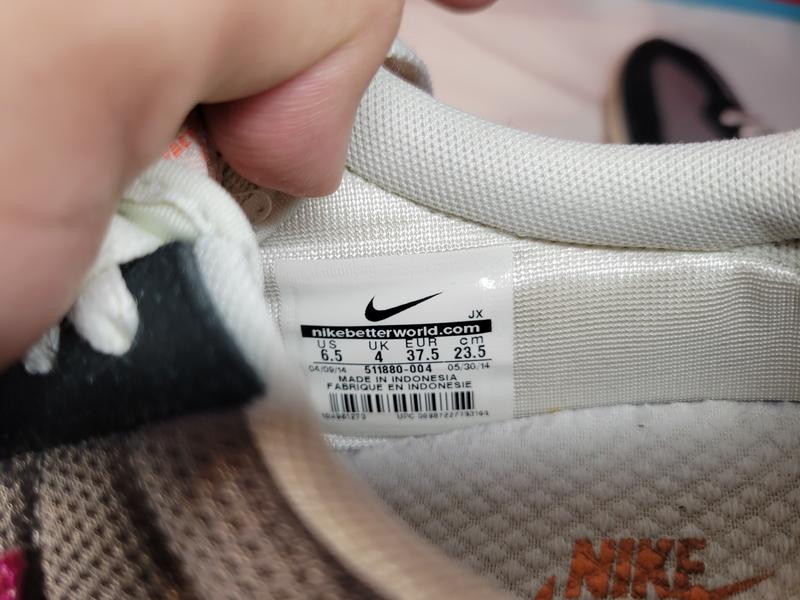 JX
nikebetterworld.com
US UK EUR cm
6.5 4 37.5 23.5
04/09/14 511880-004 05/30/14
MADE IN INDONESIA
FABRIQUE EN INDONESIE
UPC
NIKE